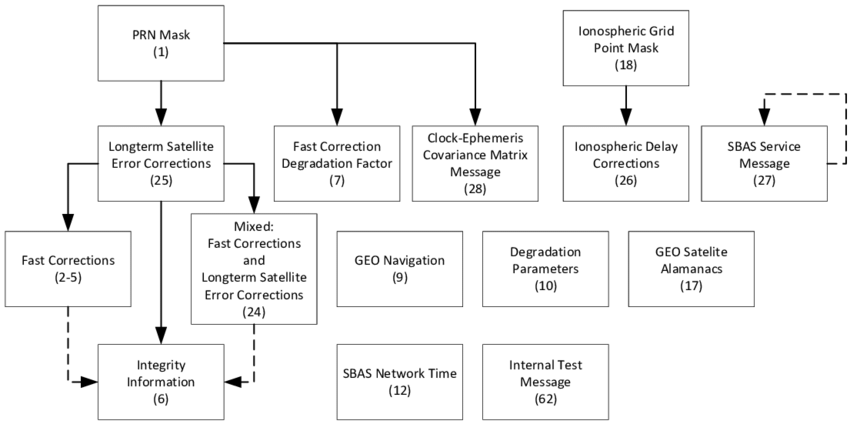 PRN Mask
(1)
Ionospheric Grid
Point Mask
(18)
Longterm Satellite
Error Corrections
(25)
Fast Correction
Degradation Factor
(7)
Clock-Ephemeris
Covariance Matrix
Message
(28)
Ionospheric Delay
Corrections
(26)
SBAS Service
Message
(27)
Fast Corrections
(2-5)
Mixed:
Fast Corrections
and
Longterm Satellite
Error Corrections
(24)
GEO Navigation
(9)
Degradation
Parameters
(10)
GEO Satelite
Alamanacs
(17)
Integrity
Information
(6)
SBAS Network Time
(12)
Internal Test
Message
(62)